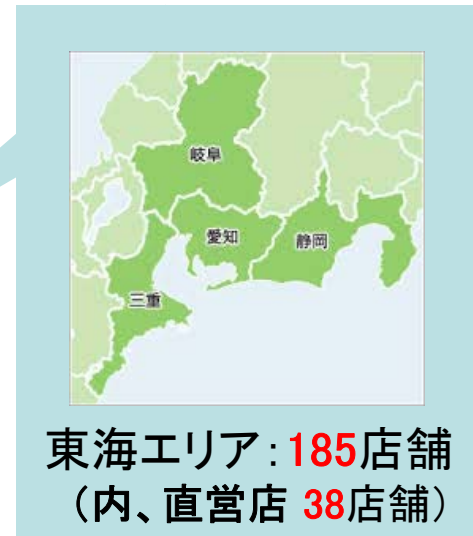 岐阜
愛知
静岡
三重
東海エリア:185店舗
(内、直営店 38店舗)